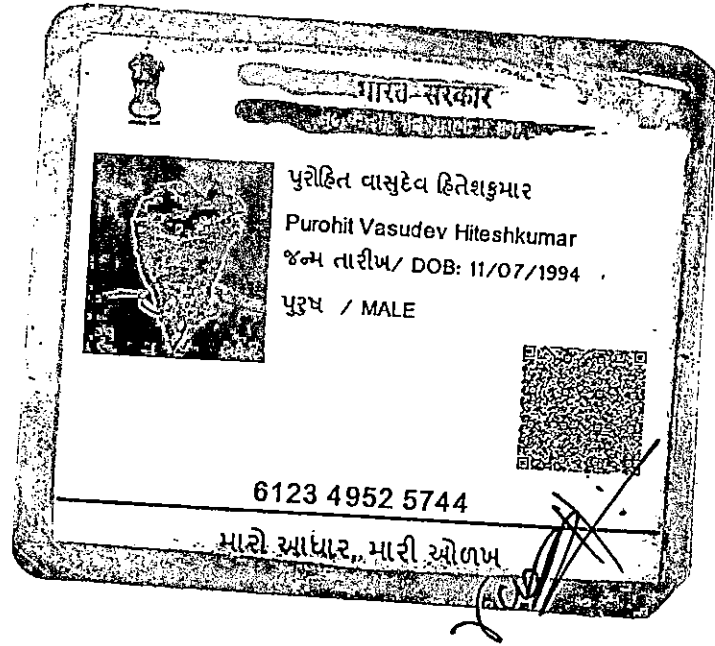 भारत सरकार
પુરોહિત વાસુદેવ હિતેશકુમાર
Purohit Vasudev Hiteshkumar
જન્મ તારીખ/ DOB: 11/07/1994
પુરુષ / MALE
6123 4952 5744
મારો આધાર, મારી ઓળખ